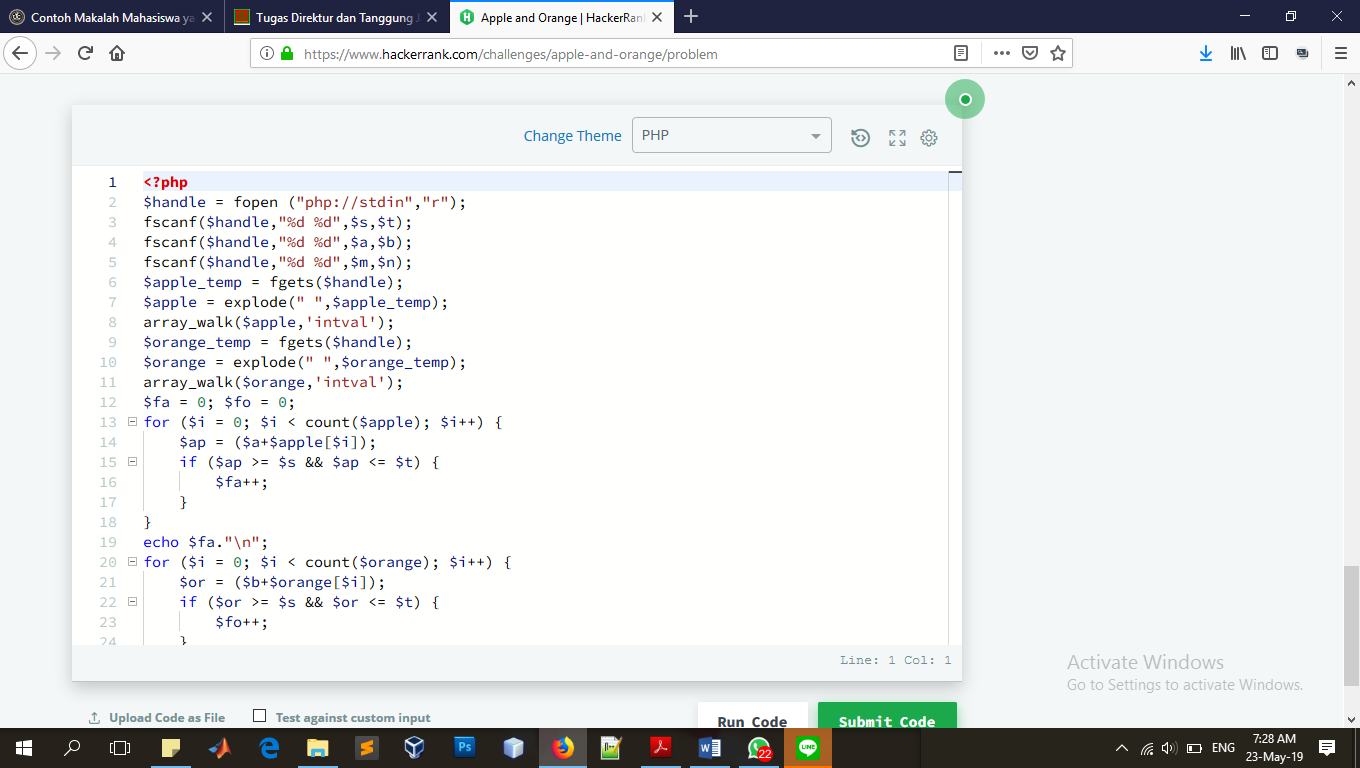 Contoh Makalah Mahasiswa ya
Tugas Direktur dan Tanggung J
Apple and Orange | HackerRank
https://www.hackerrank.com/challenges/apple-and-orange/problem
Change Theme
PHP
1 <?php
2 $handle = fopen ("php://stdin","r");
3 fscanf($handle,"%d %d",$s,$t);
4 fscanf($handle,"%d %d",$a,$b);
5 fscanf($handle,"%d %d",$m,$n);
6 $apple_temp = fgets($handle);
7 $apple = explode(" ",$apple_temp);
8 array_walk($apple,'intval');
9 $orange_temp = fgets($handle);
10 $orange = explode(" ",$orange_temp);
11 array_walk($orange,'intval');
12 $fa = 0; $fo = 0;
13 for ($i = 0; $i < count($apple); $i++) {
14 $ap = ($a+$apple[$i]);
15 if ($ap >= $s && $ap <= $t) {
16 $fa++;
17 }
18 }
19 echo $fa."\n";
20 for ($i = 0; $i < count($orange); $i++) {
21 $or = ($b+$orange[$i]);
22 if ($or >= $s && $or <= $t) {
23 $fo++;
24 }
Line: 1 Col: 1
Activate Windows
Go to Settings to activate Windows.
Upload Code as File
Test against custom input
Run Code
Submit Code
Ps
22
LINE
ENG
7:28 AM
23-May-19